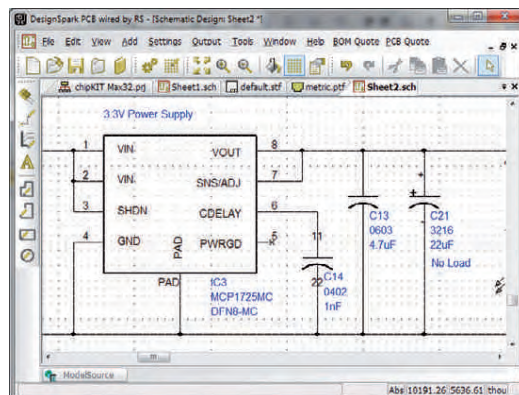 DesignSpark PCB wired by RS - [Schematic Design: Sheet2 *]
File Edit View Add Settings Output Tools Window Help BOM Quote PCB Quote
chipKIT Max32.prj Sheet1.sch default.stf metric.ptf Sheet2.sch
3.3V Power Supply
1 VIN VOUT 8
2 VIN SNS/ADJ 7
3 SHDN CDELAY 6
4 GND PAD PWRGD 5
11
C13
0603
4.7uF
C21
3216
22uF
No Load
PAD
IC3
MCP1725MC
DFN8-MC
22
C14
0402
1nF
ModelSource
Abs 10191.26 5636.61 thou